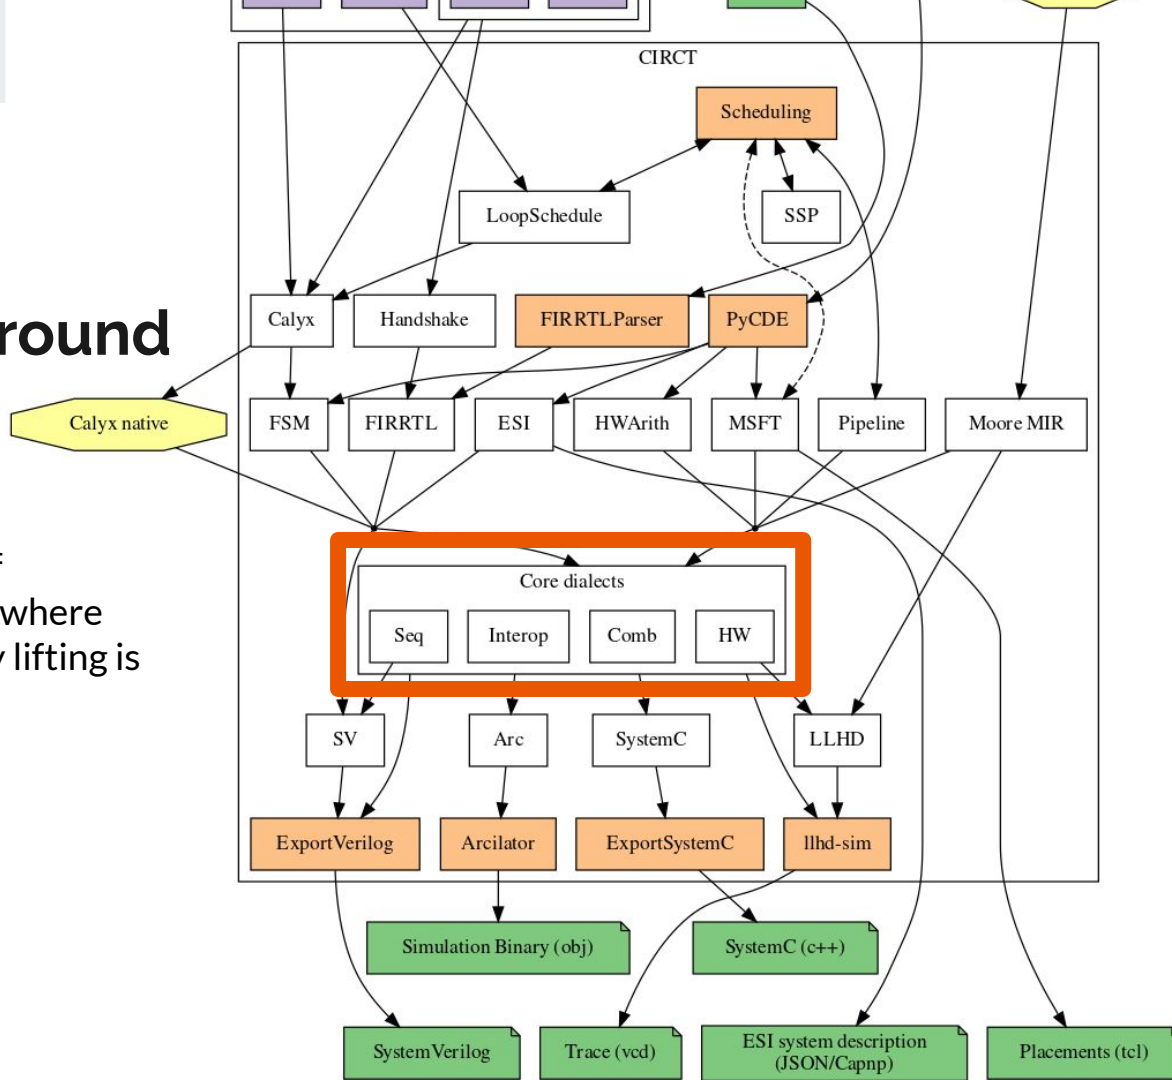 CIRCT
Scheduling
LoopSchedule
SSP
Calyx
Handshake
FIRRTLParser
PyCDE
round
Calyx native
FSM
FIRRTL
ESI
HWArith
MSFT
Pipeline
Moore MIR
where
lifting is
Core dialects
Seq
Interop
Comb
HW
SV
Arc
SystemC
LLHD
ExportVerilog
Arcilator
ExportSystemC
llhd-sim
Simulation Binary (obj)
SystemC (c++)
SystemVerilog
Trace (vcd)
ESI system description
(JSON/Capnp)
Placements (tcl)